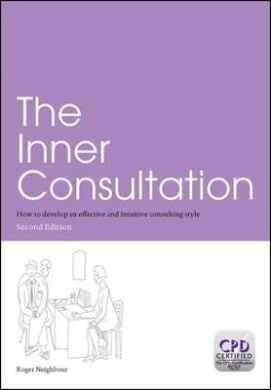 The
Inner
Consultation
How to develop an effective and intuitive consulting style
Second Edition
Roger Neighbour
CPD
CERTIFIED